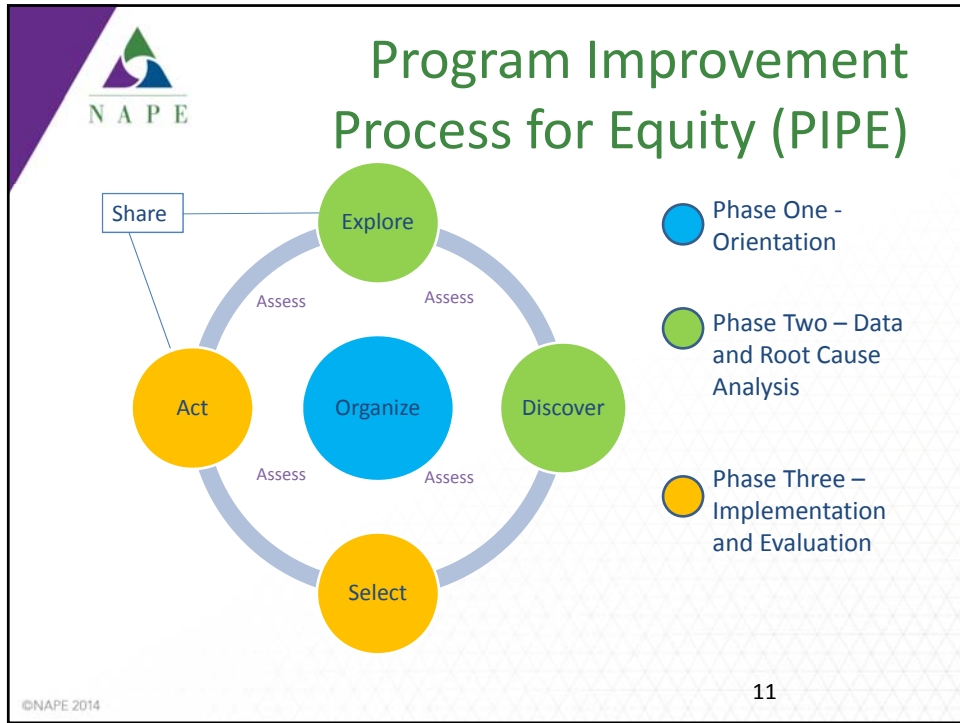 NAPE
Program Improvement
Process for Equity (PIPE)
Share
Explore
Assess
Assess
Act
Organize
Discover
Assess
Assess
Select
Phase One -
Orientation
Phase Two – Data
and Root Cause
Analysis
Phase Three –
Implementation
and Evaluation
©NAPE 2014
11